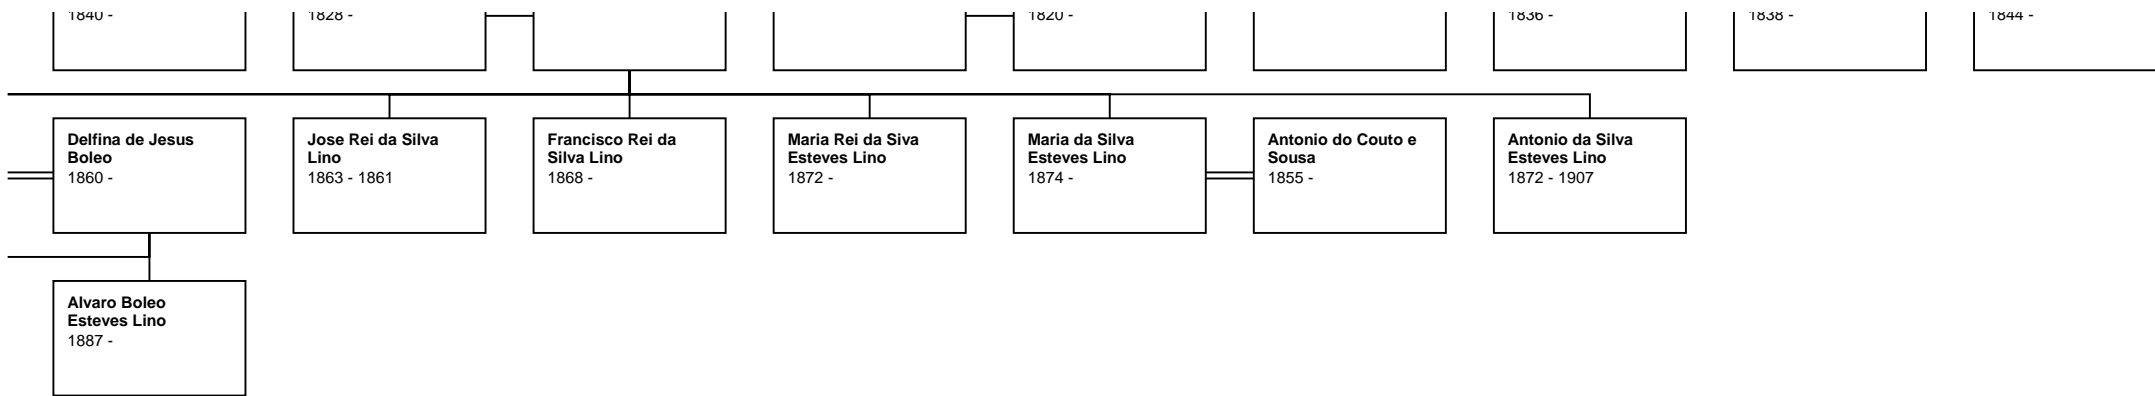 1840 -
1828 -
1820 -
1836 -
1838 -
1844 -
Delfina de Jesus
Boleo
1860 -
Jose Rei da Silva
Lino
1863 - 1861
Francisco Rei da
Silva Lino
1868 -
Maria Rei da Siva
Esteves Lino
1872 -
Maria da Silva
Esteves Lino
1874 -
Antonio do Couto e
Sousa
1855 -
Antonio da Silva
Esteves Lino
1872 - 1907
Alvaro Boleo
Esteves Lino
1887 -